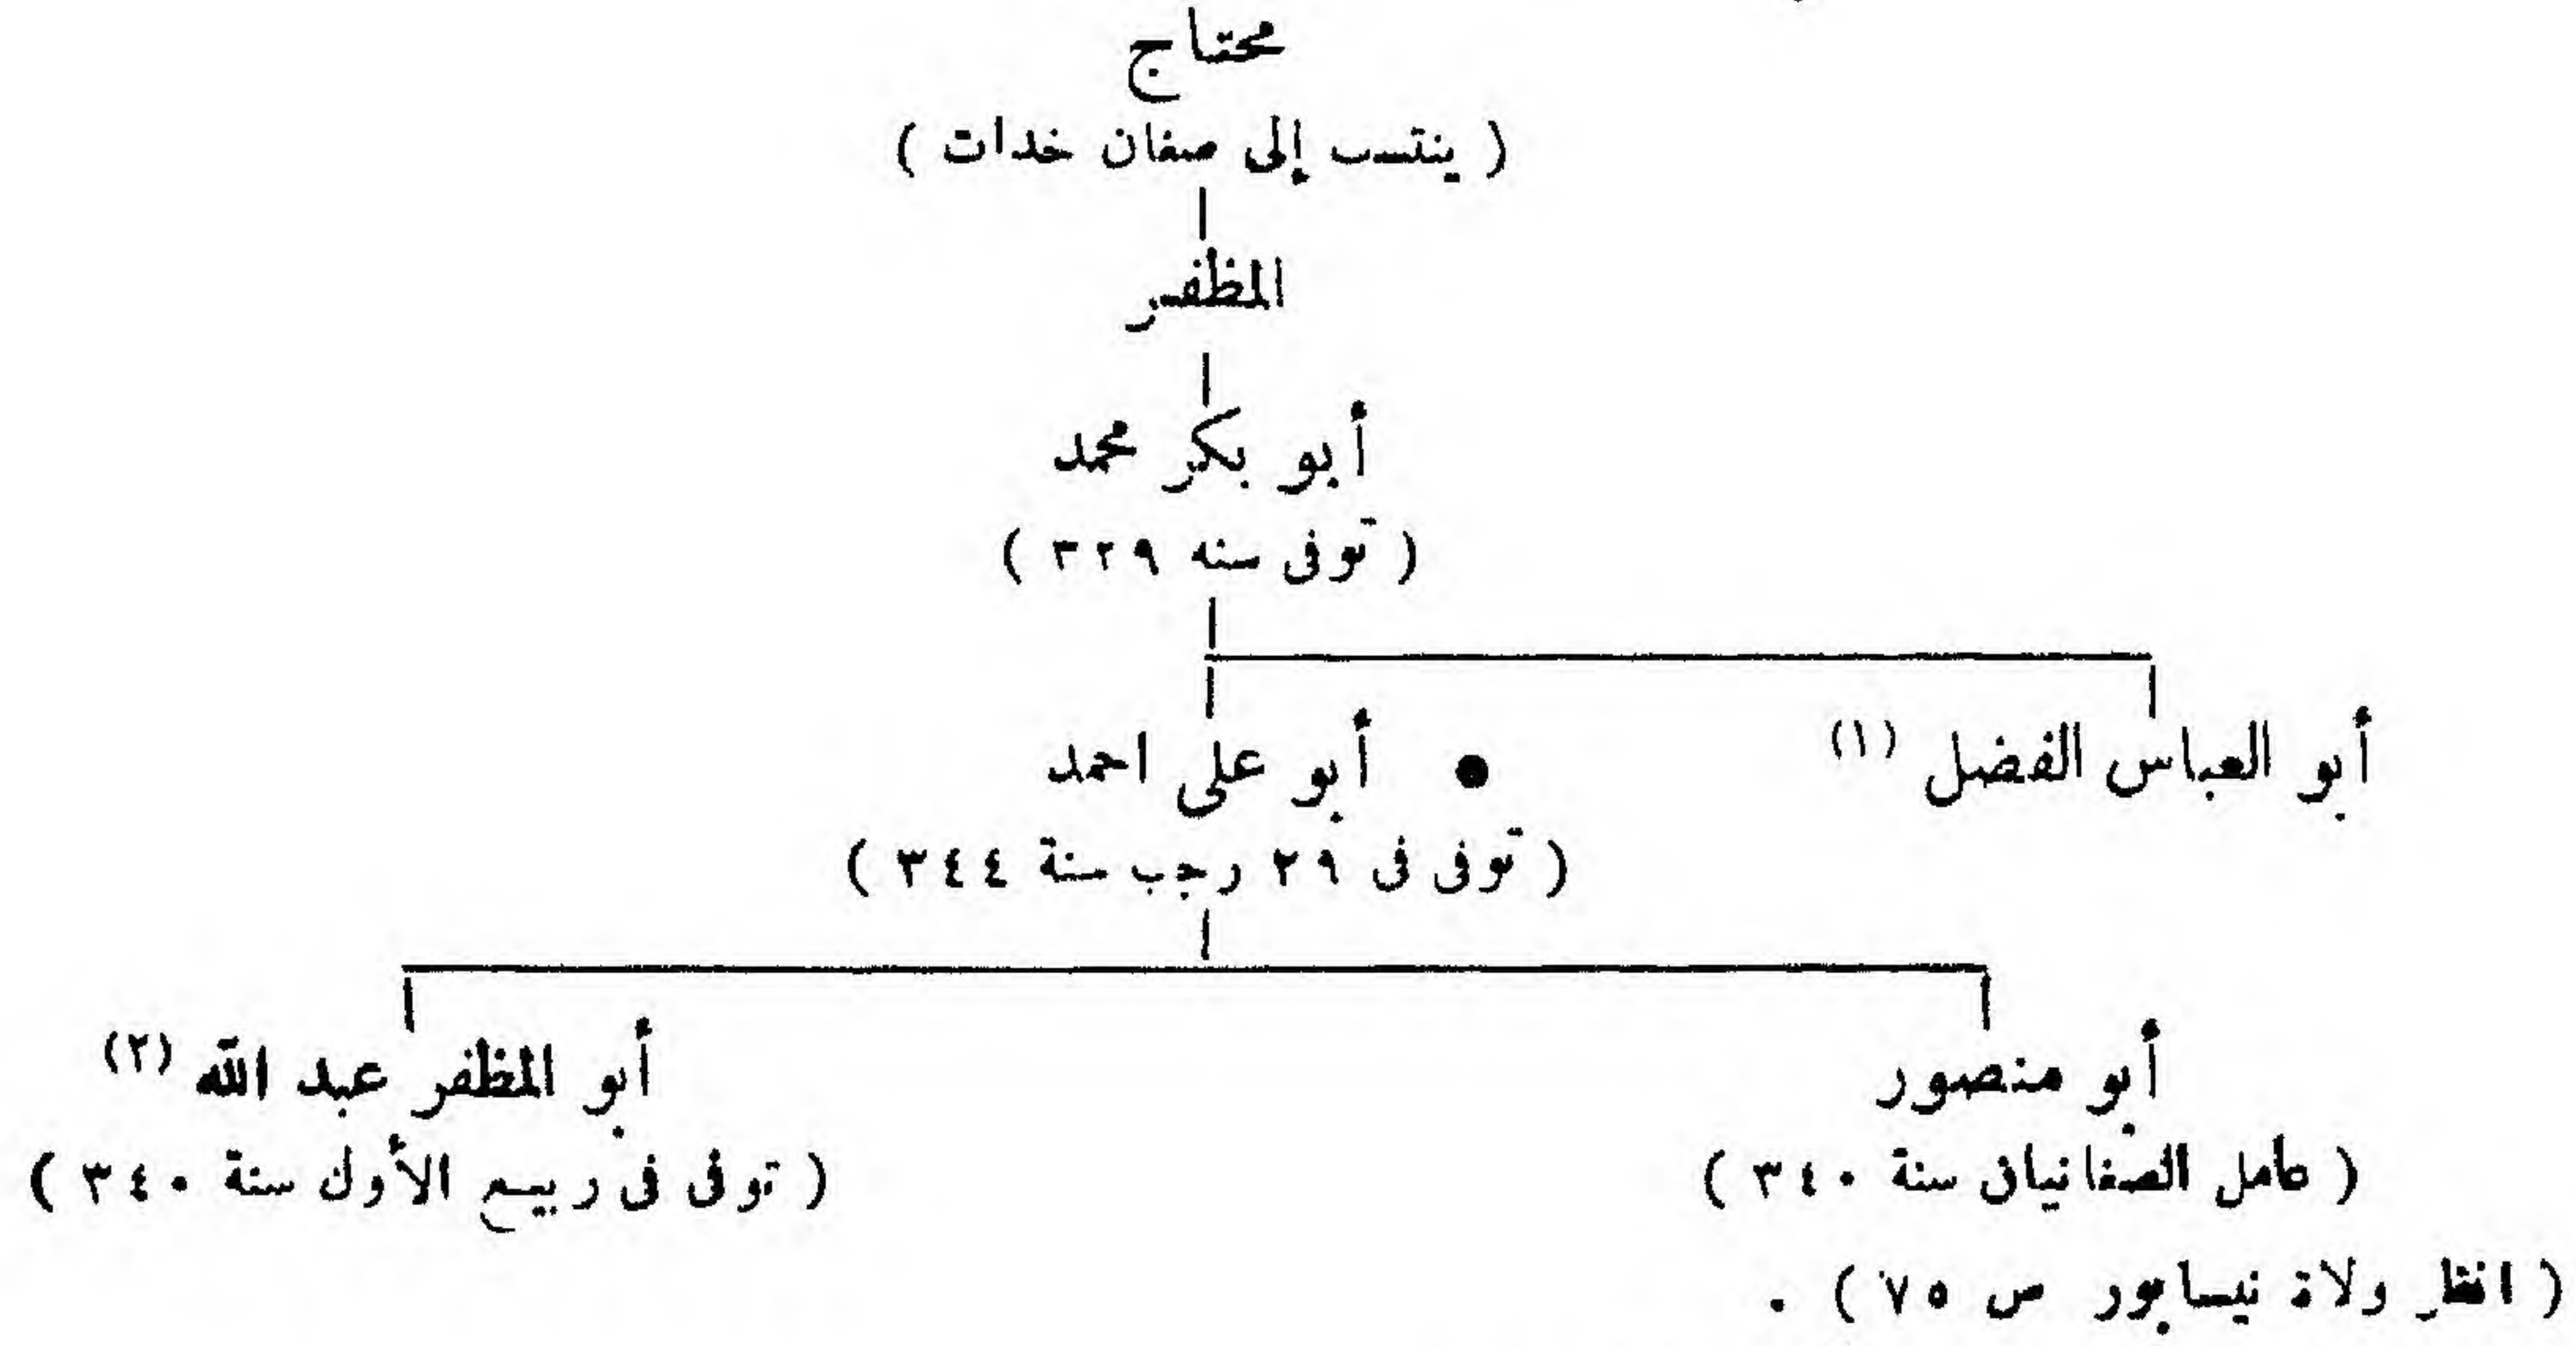 محتاج
( ينتسب إلى صغان خدات )
المظفر
أبو بكر محمد
( توفى سنه ٣٢٩ )
أبو العباس الفضل (١)
● أبو على احمد
( توفى فى ٢٩ رجب سنة ٣٤٤ )
أبو منصور
( عامل الصغانيان سنة ٣٤٠ )
أبو المظفر عبد الله (٢)
( توفى فى ربيع الأول سنة ٣٤٠ )
( انظر ولاة نيسابور ص ٧٥ ) .